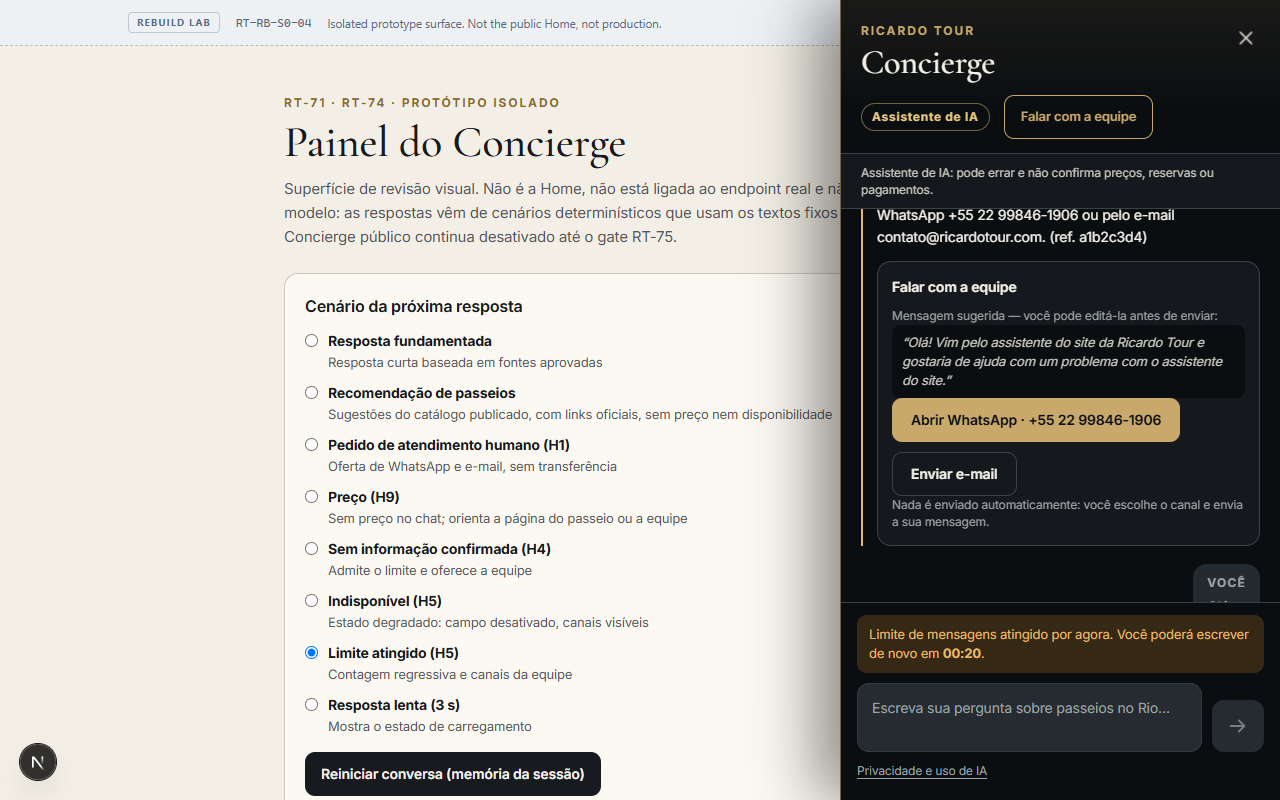 REBUILD LAB RT-RB-S0-04 Isolated prototype surface. Not the public Home, not production.
RT-71 · RT-74 · PROTÓTIPO ISOLADO
Painel do Concierge
Superfície de revisão visual. Não é a Home, não está ligada ao endpoint real e
modelo: as respostas vêm de cenários determinísticos que usam os textos fixos
Concierge público continua desativado até o gate RT-75.
Cenário da próxima resposta
Resposta fundamentada
Resposta curta baseada em fontes aprovadas
Recomendação de passeios
Sugestões do catálogo publicado, com links oficiais, sem preço nem disponibilidade
Pedido de atendimento humano (H1)
Oferta de WhatsApp e e-mail, sem transferência
Preço (H9)
Sem preço no chat; orienta a página do passeio ou a equipe
Sem informação confirmada (H4)
Admite o limite e oferece a equipe
Indisponível (H5)
Estado degradado: campo desativado, canais visíveis
Limite atingido (H5)
Contagem regressiva e canais da equipe
Resposta lenta (3 s)
Mostra o estado de carregamento
Reiniciar conversa (memória da sessão)
N
RICARDO TOUR
Concierge
Assistente de IA
Falar com a equipe
Assistente de IA: pode errar e não confirma preços, reservas ou
pagamentos.
WhatsApp +55 22 99846-1906 ou pelo e-mail
contato@ricardotour.com. (ref. a1b2c3d4)
Falar com a equipe
Mensagem sugerida — você pode editá-la antes de enviar:
“Olá! Vim pelo assistente do site da Ricardo Tour e
gostaria de ajuda com um problema com o assistente
do site.”
Abrir WhatsApp · +55 22 99846-1906
Enviar e-mail
Nada é enviado automaticamente: você escolhe o canal e envia
a sua mensagem.
VOCÊ
Limite de mensagens atingido por agora. Você poderá escrever
de novo em 00:20.
Escreva sua pergunta sobre passeios no Rio...
Privacidade e uso de IA